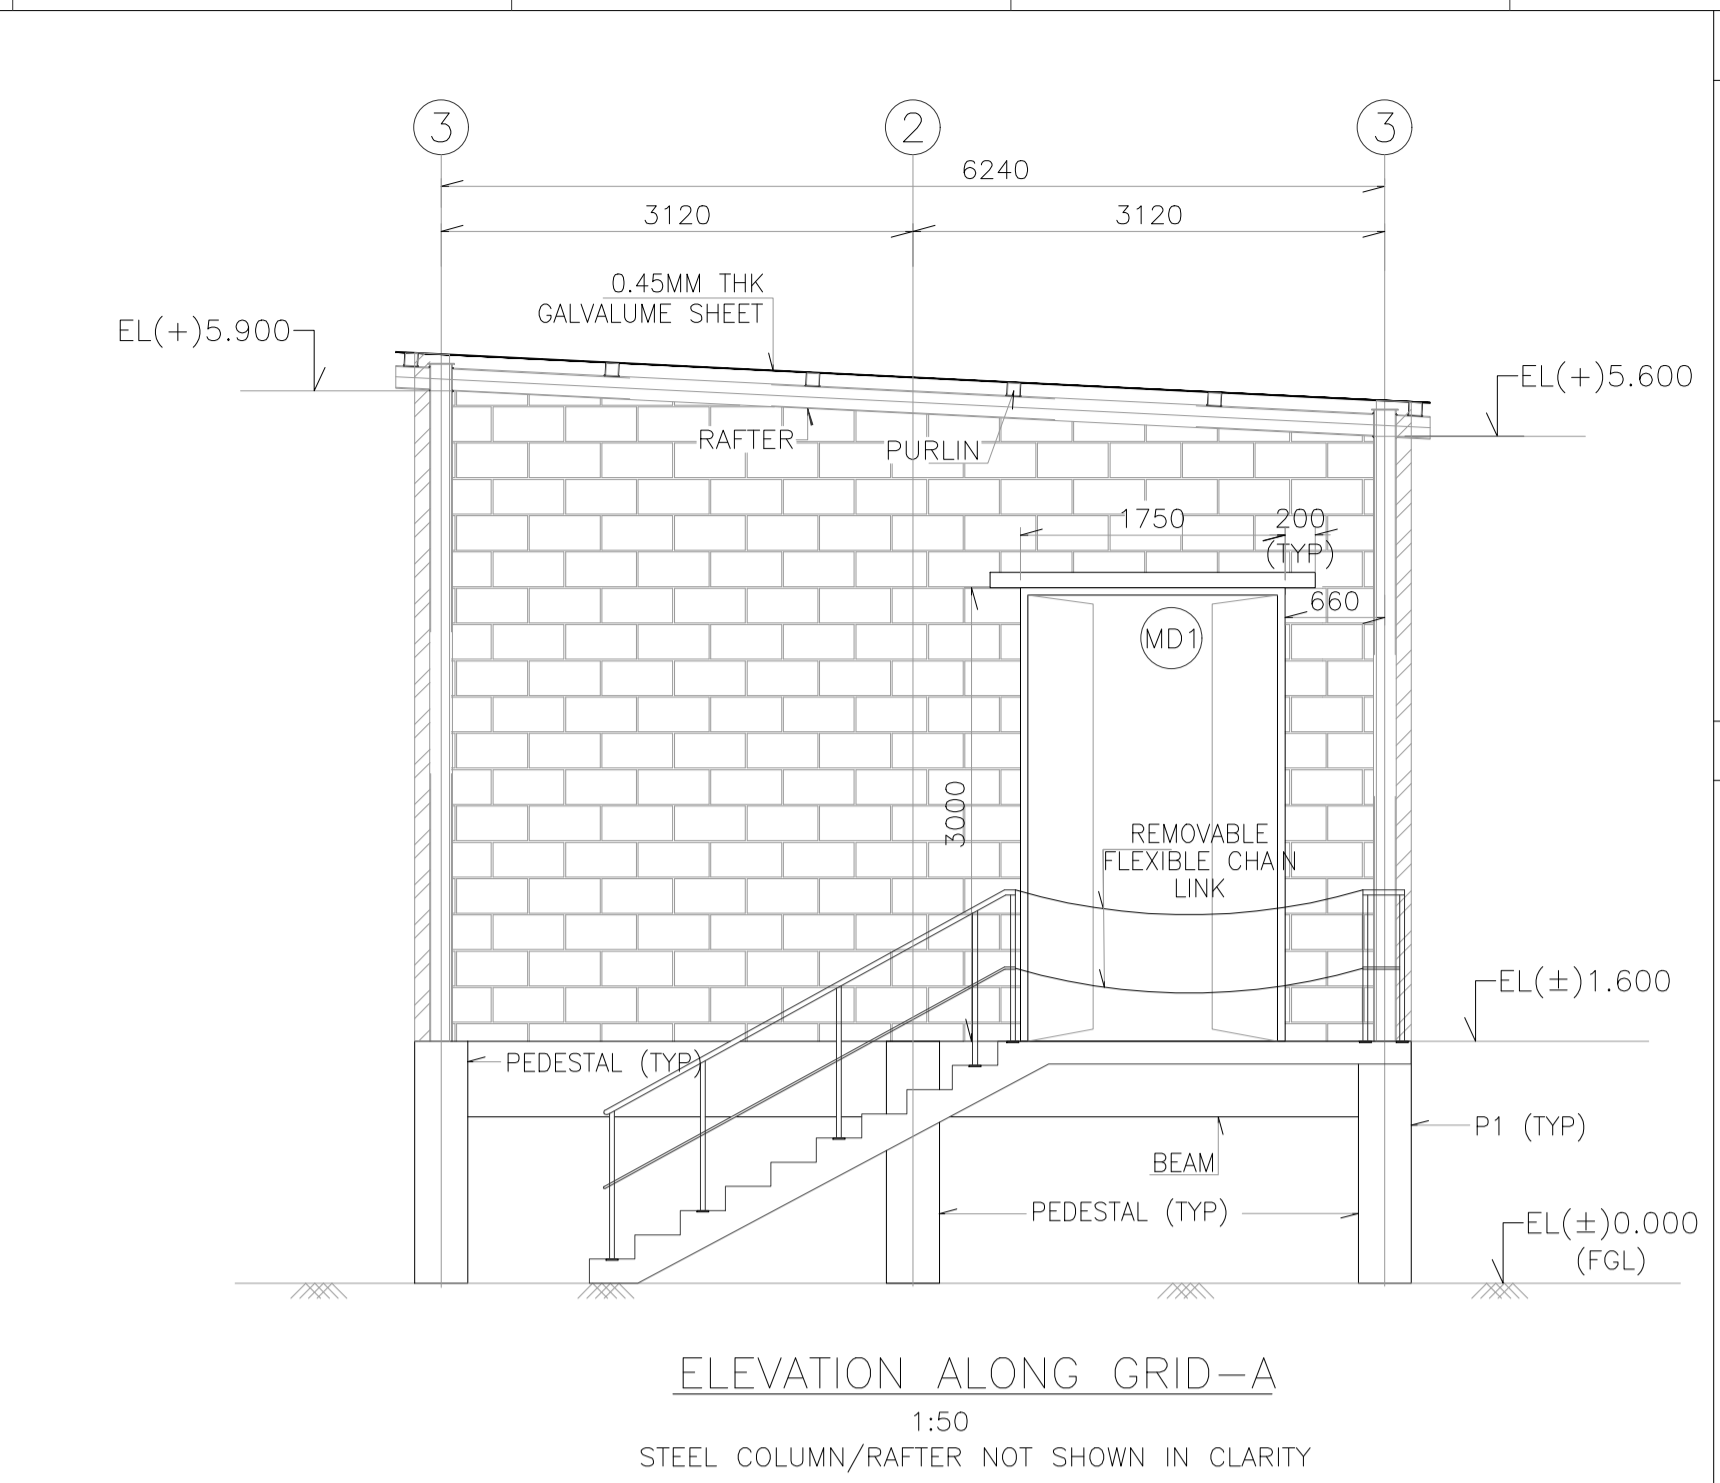 3
2
3
6240
3120
3120
0.45MM THK
GALVALUME SHEET
EL(+)5.900
EL(+)5.600
RAFTER
PURLIN
1750
200
(TYP)
660
MD1
3000
REMOVABLE
FLEXIBLE CHAIN
LINK
EL(±)1.600
PEDESTAL (TYP)
P1 (TYP)
BEAM
PEDESTAL (TYP)
EL(±)0.000
(FGL)
ELEVATION ALONG GRID-A
1:50
STEEL COLUMN/RAFTER NOT SHOWN IN CLARITY